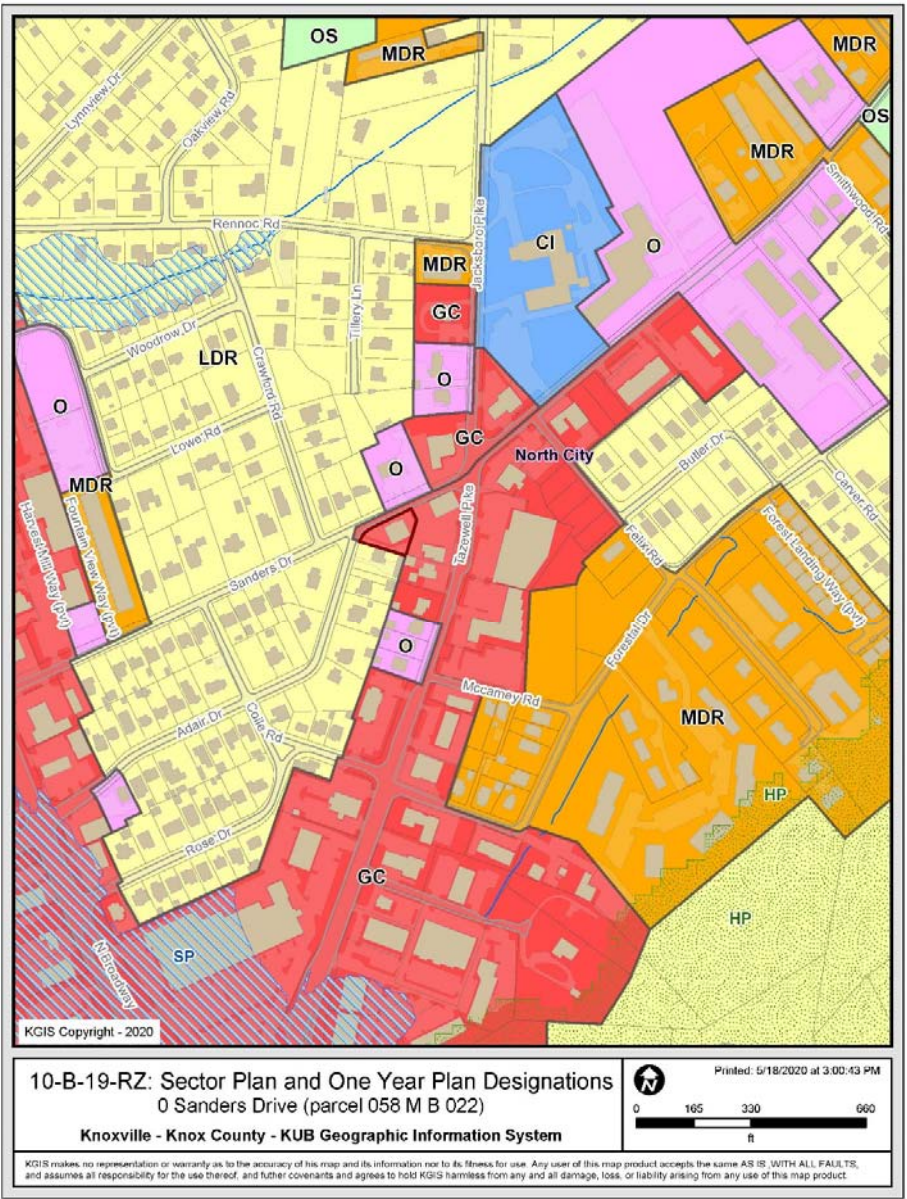 OS
MDR
MDR
Lynnview Dr
Oakview Rd
OS
MDR
Smithwood Rd
Rennoc Rd
Jacksboro Pike
CI
O
MDR
GC
Tillery Ln
Woodrow Dr
LDR
Crawford Rd
O
O
Lowe Rd
GC
North City
Butler Dr
O
MDR
Carver Rd
Harvest Mill Way (pvt)
Fountain View Way (pvt)
Tazewell Pike
Felix Rd
Forest Landing Way (pvt)
Sanders Dr
Forestal Dr
O
Mccamey Rd
Adair Dr
Coile Rd
MDR
HP
Rose Dr
GC
HP
SP
N Broadway
KGIS Copyright - 2020
10-B-19-RZ: Sector Plan and One Year Plan Designations
0 Sanders Drive (parcel 058 M B 022)
Knoxville - Knox County - KUB Geographic Information System
N
Printed: 5/18/2020 at 3:00:43 PM
0 165 330 660
ft
KGIS makes no representation or warranty as to the accuracy of his map and its information nor to its fitness for use. Any user of this map product accepts the same AS IS ,WITH ALL FAULTS,
and assumes all responsibility for the use thereof, and futher covenants and agrees to hold KGIS harmless from any and all damage, loss, or liability arising from any use of this map product.